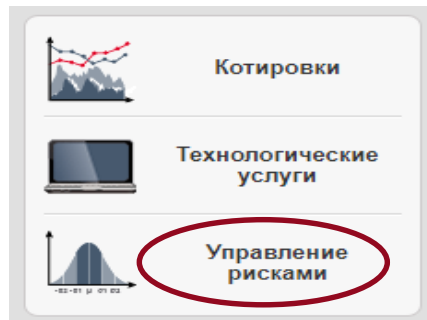 Котировки
Технологические
услуги
Управление
рисками